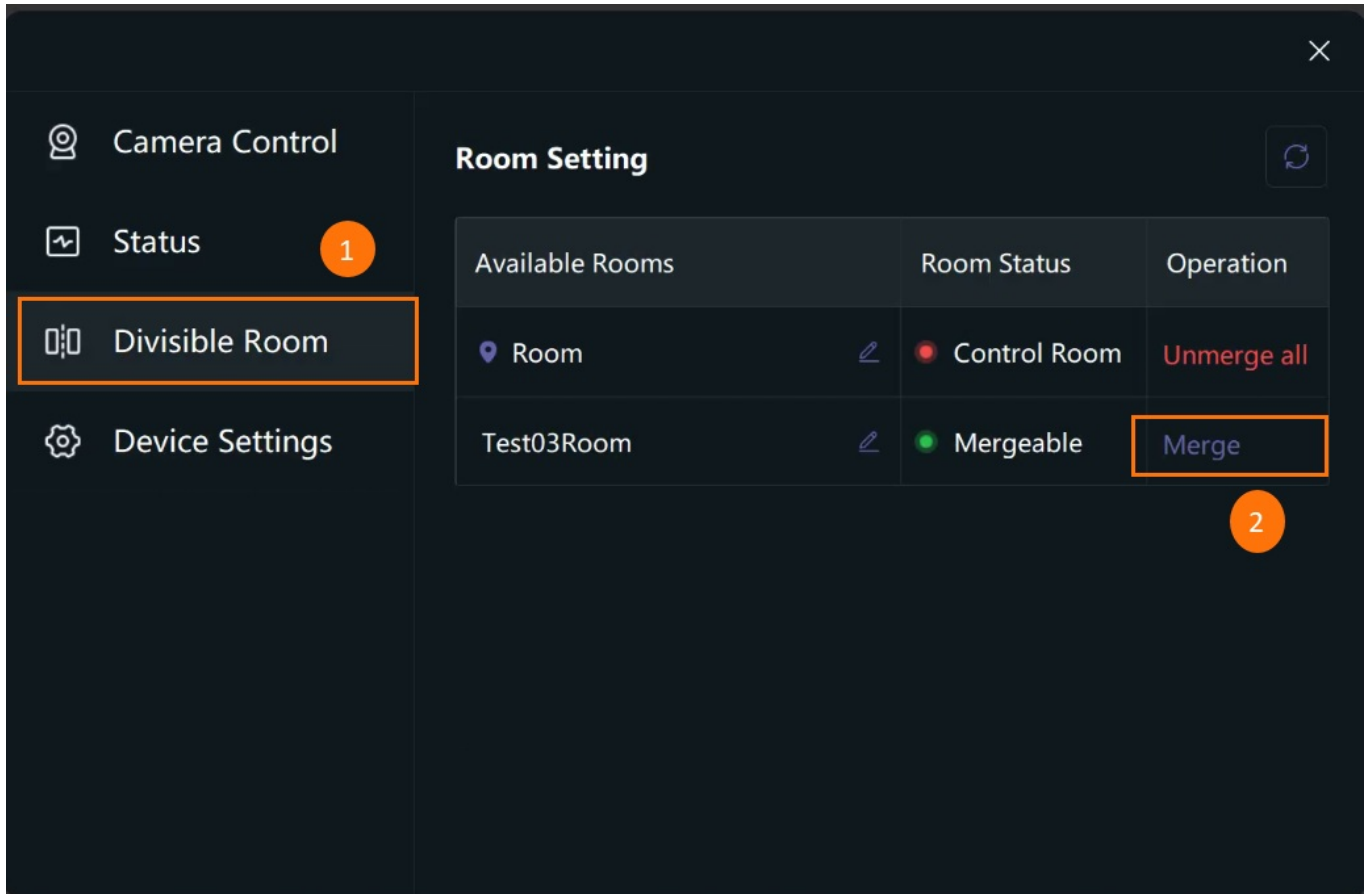 Camera Control
Status
1
Divisible Room
Device Settings
Room Setting
Available Rooms Room Status Operation
Room Control Room Unmerge all
Test03Room Mergeable Merge
2